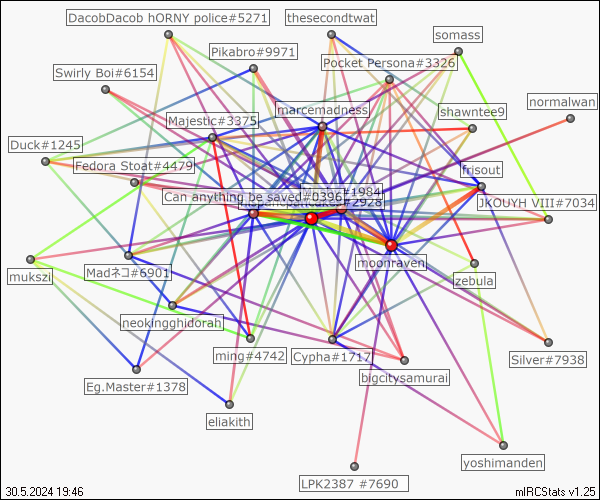 DacobDacob hORNY police#5271
thesecondtwat
somass
Pikabro#9971
Pocket Persona#3326
Swirly Boi#6154
normalwan
marcemadness
shawntee9
Majestic#3375
Duck#1245
Fedora Stoat#4479
frisout
#1984
Can anything be saved#0396
#2928
JKOUYH VIII#7034
moonraven
mukszi
Madネコ#6901
zebula
neokingghidorah
ming#4742
Cypha#1717
Silver#7938
bigcitysamurai
Eg.Master#1378
eliakith
yoshimanden
LPK2387 #7690
30.5.2024 19:46
mIRCStats v1.25